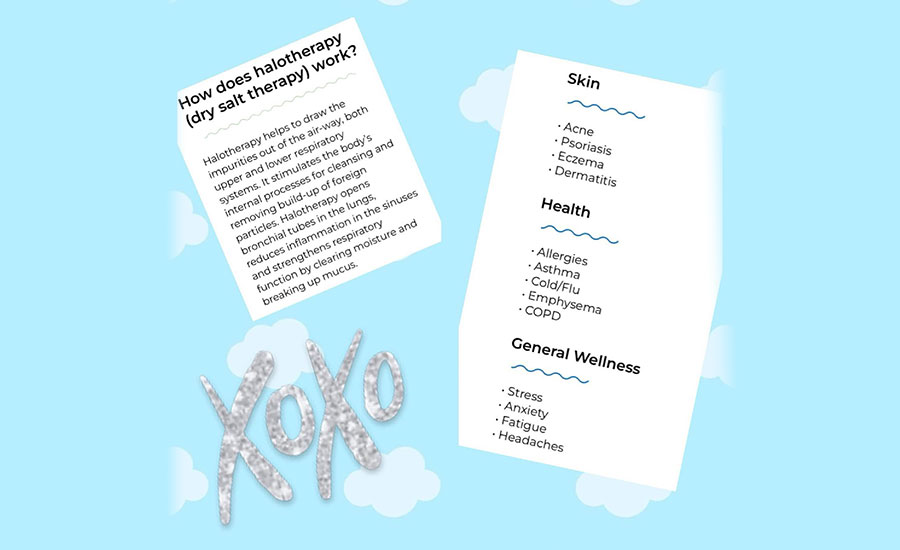 How does halotherapy
(dry salt therapy) work?
Halotherapy helps to draw the
impurities out of the air-way, both
upper and lower respiratory
systems. It stimulates the body's
internal processes for cleansing and
removing build-up of foreign
particles. Halotherapy opens
bronchial tubes in the lungs,
reduces inflammation in the sinuses
and strengthens respiratory
function by clearing moisture and
breaking up mucus.
Skin
• Acne
• Psoriasis
• Eczema
• Dermatitis
Health
• Allergies
• Asthma
• Cold/Flu
• Emphysema
• COPD
General Wellness
• Stress
• Anxiety
• Fatigue
• Headaches
XOXO